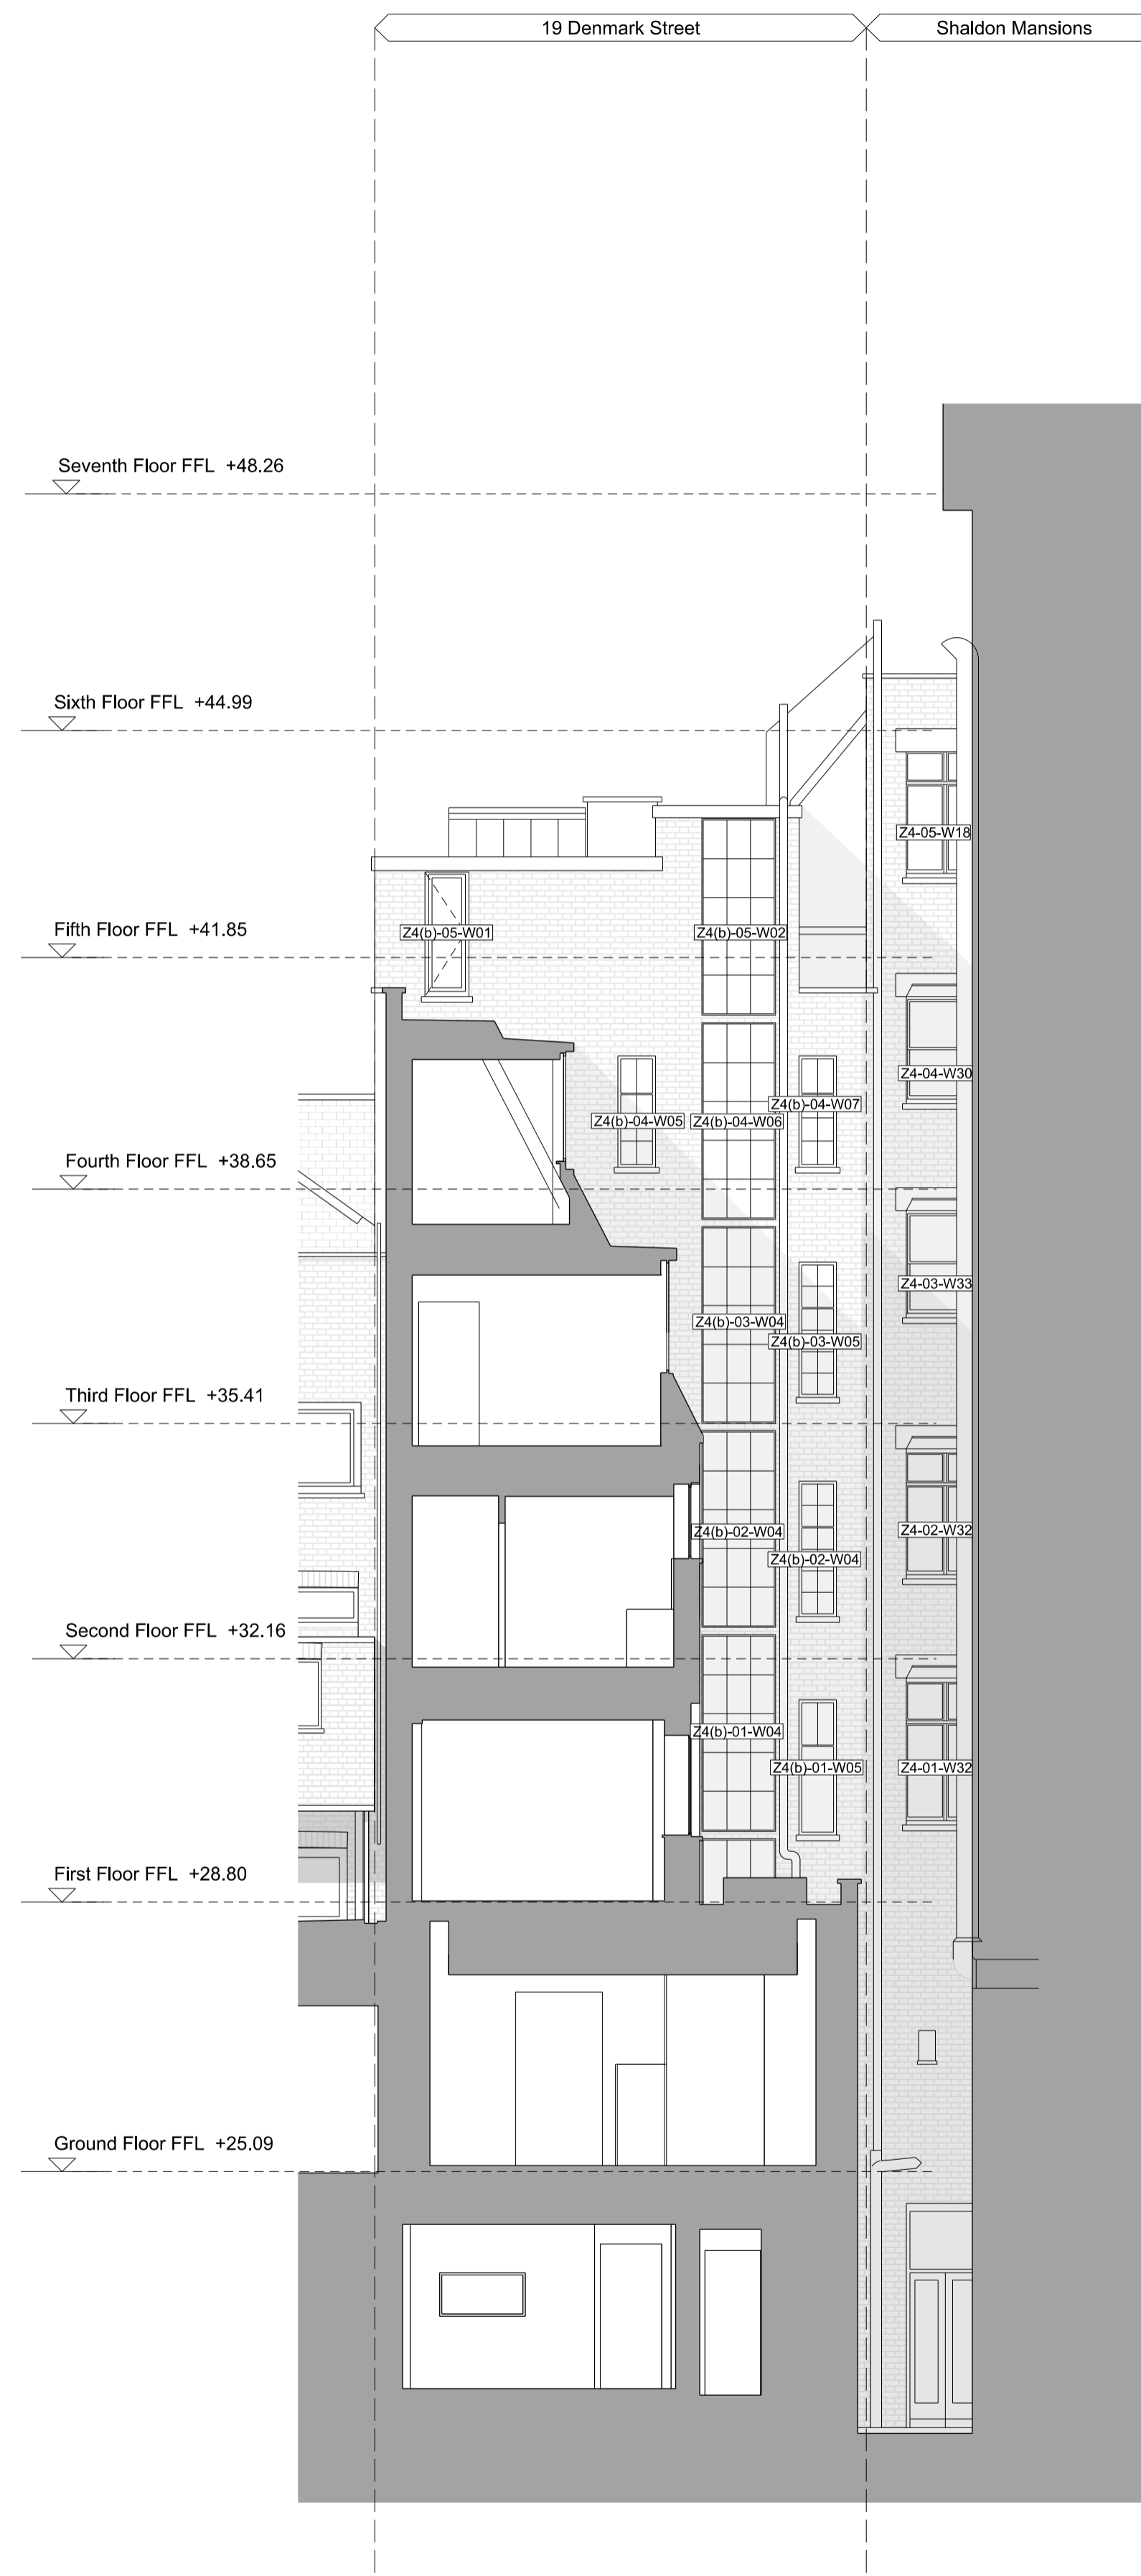 19 Denmark Street
Shaldon Mansions
Seventh Floor FFL +48.26
Sixth Floor FFL +44.99
Z4-05-W18
Fifth Floor FFL +41.85
Z4(b)-05-W01
Z4(b)-05-W02
Z4-04-W30
Z4(b)-04-W05
Z4(b)-04-W06
Z4(b)-04-W07
Fourth Floor FFL +38.65
Z4-03-W33
Z4(b)-03-W04
Z4(b)-03-W05
Third Floor FFL +35.41
Z4(b)-02-W04
Z4(b)-02-W04
Z4-02-W32
Second Floor FFL +32.16
Z4(b)-01-W04
Z4(b)-01-W05
Z4-01-W32
First Floor FFL +28.80
Ground Floor FFL +25.09